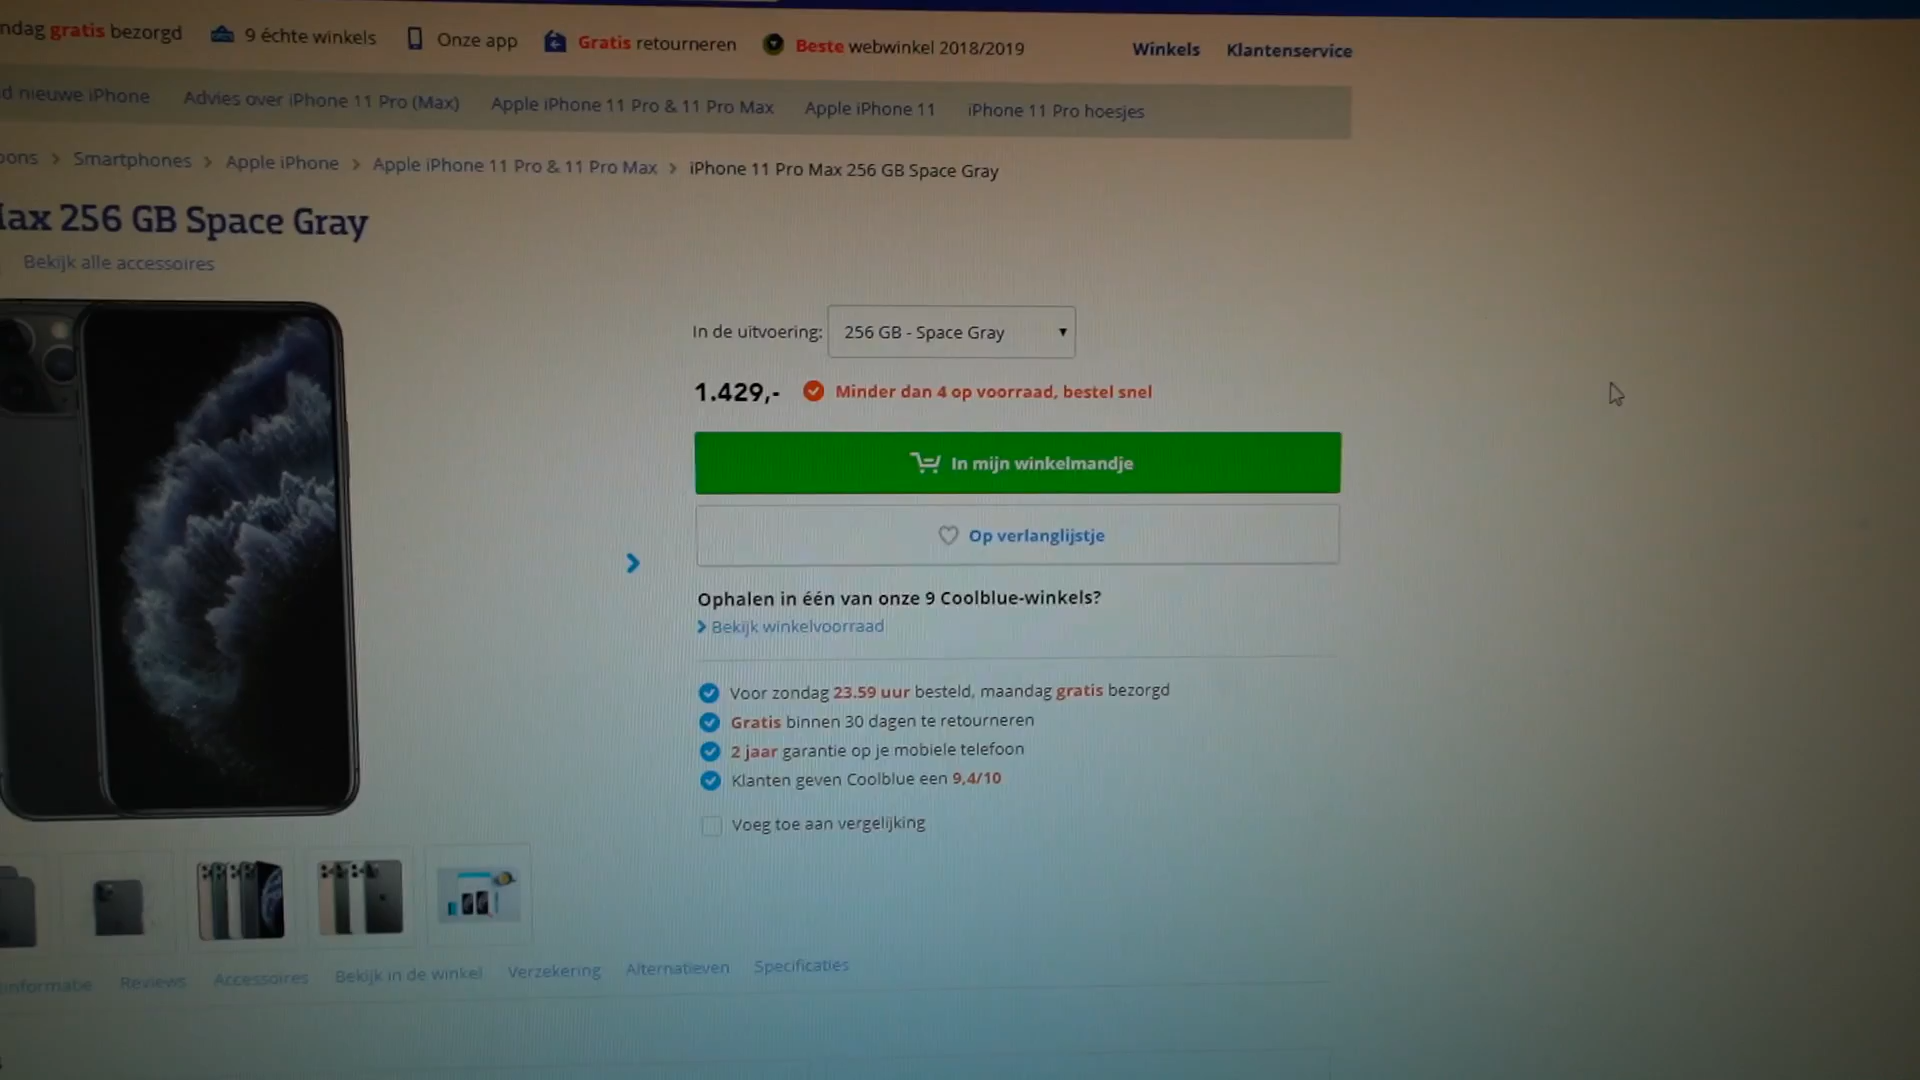 gratis bezorgd 9 échte winkels Onze app Gratis retourneren Beste webwinkel 2018/2019 Winkels Klantenservice
nieuwe iPhone Advies over iPhone 11 Pro (Max) Apple iPhone 11 Pro & 11 Pro Max Apple iPhone 11 iPhone 11 Pro hoesjes
> Smartphones > Apple iPhone > Apple iPhone 11 Pro & 11 Pro Max > iPhone 11 Pro Max 256 GB Space Gray
256 GB Space Gray
Bekijk alle accessoires
In de uitvoering: 256 GB - Space Gray
1.429,- Minder dan 4 op voorraad, bestel snel
In mijn winkelmandje
Op verlanglijstje
Ophalen in één van onze 9 Coolblue-winkels?
Bekijk winkelvoorraad
Voor zondag 23.59 uur besteld, maandag gratis bezorgd
Gratis binnen 30 dagen te retourneren
2 jaar garantie op je mobiele telefoon
Klanten geven Coolblue een 9,4/10
Voeg toe aan vergelijking
Reviews Accessoires Bekijk in de winkel Verzekering Alternatieven Specificaties